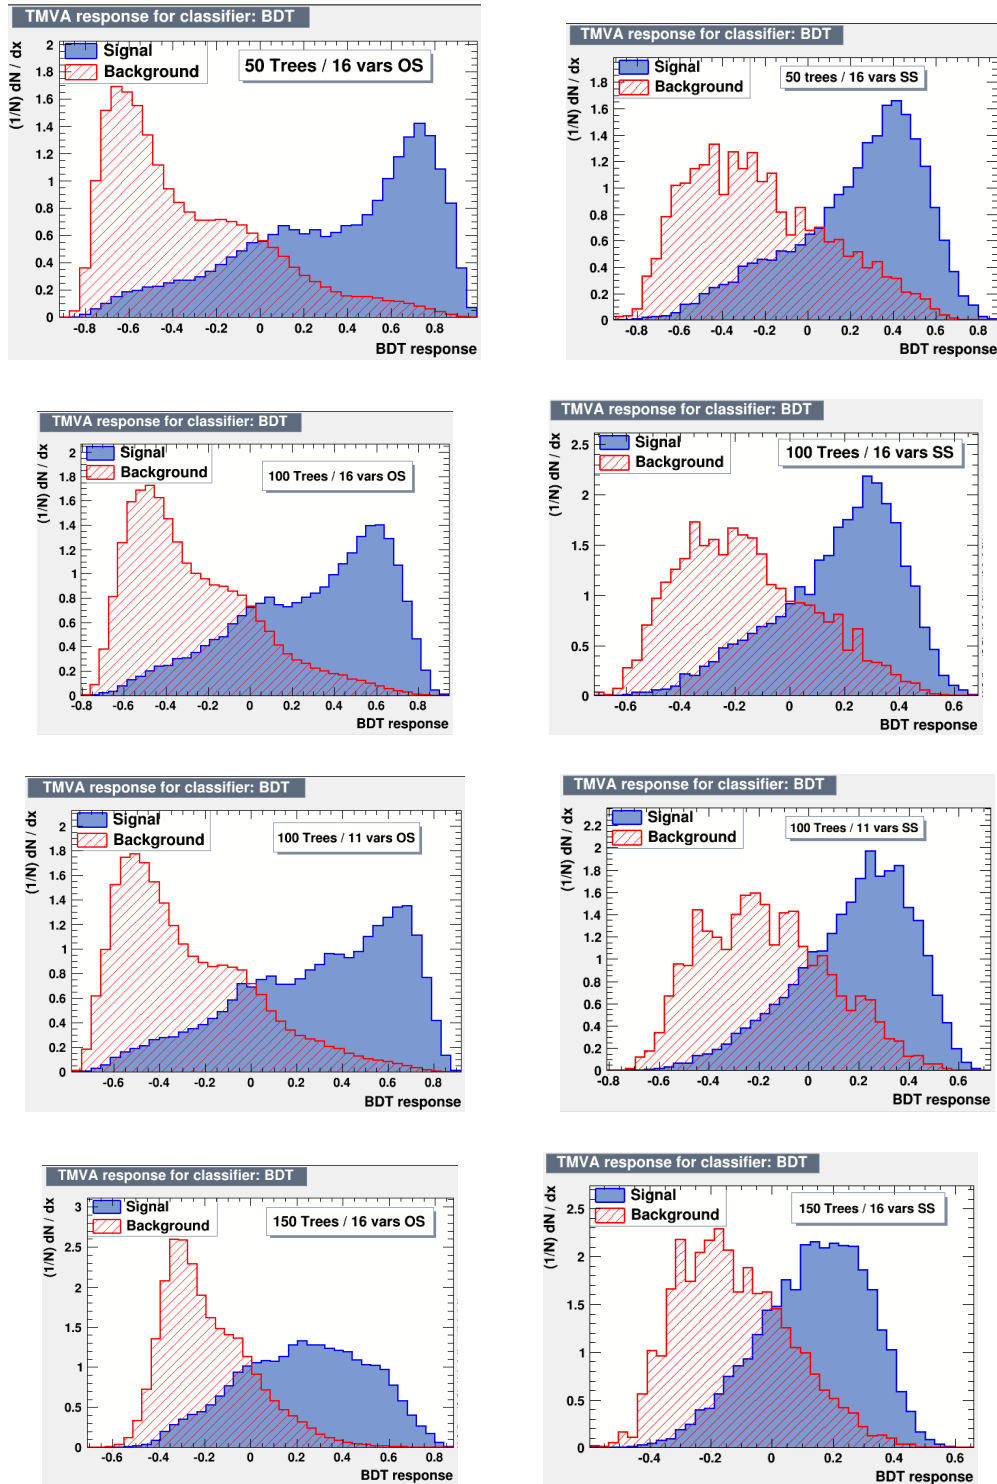 TMVA response for classifier: BDT
(1/N) dN / dx
Signal
Background
50 Trees / 16 vars OS
2
1.8
1.6
1.4
1.2
1
0.8
0.6
0.4
0.2
0
-0.8 -0.6 -0.4 -0.2 0 0.2 0.4 0.6 0.8
BDT response
TMVA response for classifier: BDT
(1/N) dN / dx
Signal
Background
50 trees / 16 vars SS
1.8
1.6
1.4
1.2
1
0.8
0.6
0.4
0.2
0
-0.8 -0.6 -0.4 -0.2 0 0.2 0.4 0.6 0.8
BDT response
TMVA response for classifier: BDT
(1/N) dN / dx
Signal
Background
100 Trees / 16 vars OS
2
1.8
1.6
1.4
1.2
1
0.8
0.6
0.4
0.2
0
-0.8 -0.6 -0.4 -0.2 0 0.2 0.4 0.6 0.8
BDT response
TMVA response for classifier: BDT
(1/N) dN / dx
Signal
Background
100 Trees / 16 vars SS
2.5
2
1.5
1
0.5
0
-0.6 -0.4 -0.2 0 0.2 0.4 0.6
BDT response
TMVA response for classifier: BDT
(1/N) dN / dx
Signal
Background
100 Trees / 11 vars OS
2
1.8
1.6
1.4
1.2
1
0.8
0.6
0.4
0.2
0
-0.6 -0.4 -0.2 0 0.2 0.4 0.6 0.8
BDT response
TMVA response for classifier: BDT
(1/N) dN / dx
Signal
Background
100 Trees / 11 vars SS
2.2
2
1.8
1.6
1.4
1.2
1
0.8
0.6
0.4
0.2
0
-0.8 -0.6 -0.4 -0.2 0 0.2 0.4 0.6
BDT response
TMVA response for classifier: BDT
(1/N) dN / dx
Signal
Background
150 Trees / 16 vars OS
3
2.5
2
1.5
1
0.5
0
-0.6 -0.4 -0.2 0 0.2 0.4 0.6 0.8
BDT response
TMVA response for classifier: BDT
(1/N) dN / dx
Signal
Background
150 Trees / 16 vars SS
2.5
2
1.5
1
0.5
0
-0.4 -0.2 0 0.2 0.4 0.6
BDT response